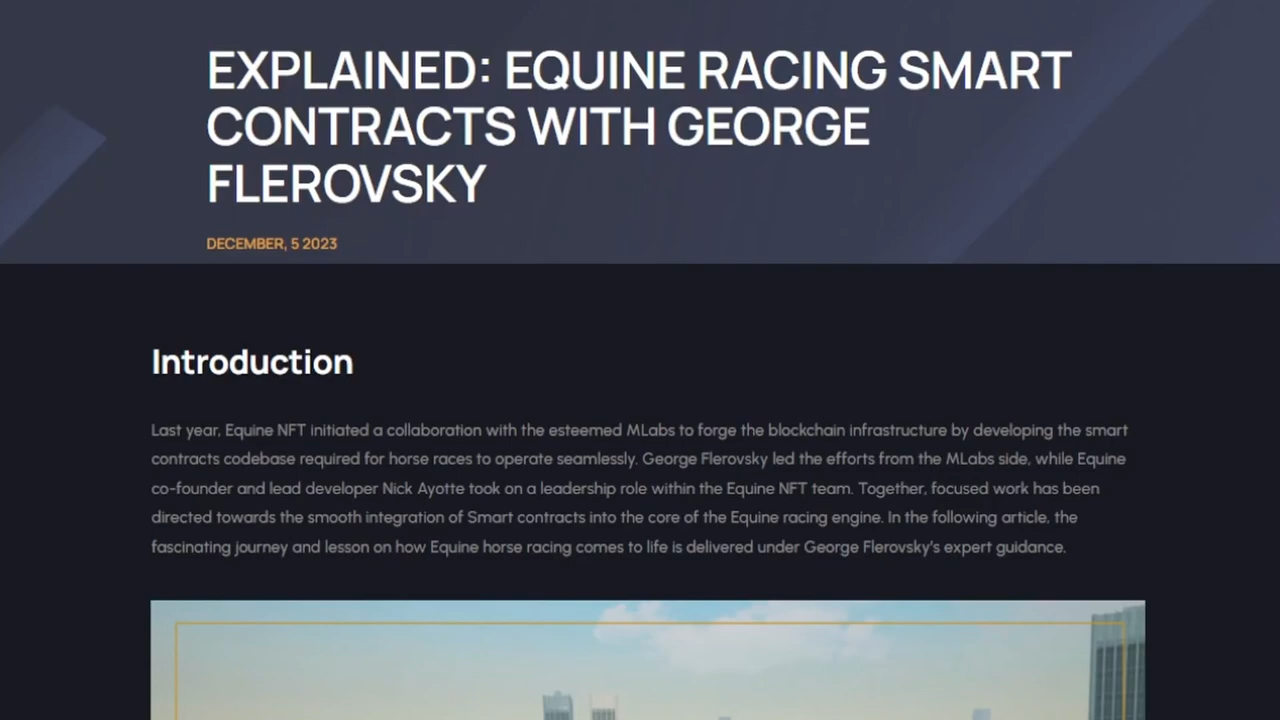 EXPLAINED: EQUINE RACING SMART
CONTRACTS WITH GEORGE
FLEROVSKY
DECEMBER, 5 2023
Introduction
Last year, Equine NFT initiated a collaboration with the esteemed MLabs to forge the blockchain infrastructure by developing the smart
contracts codebase required for horse races to operate seamlessly. George Flerovsky led the efforts from the MLabs side, while Equine
co-founder and lead developer Nick Ayotte took on a leadership role within the Equine NFT team. Together, focused work has been
directed towards the smooth integration of Smart contracts into the core of the Equine racing engine. In the following article, the
fascinating journey and lesson on how Equine horse racing comes to life is delivered under George Flerovsky's expert guidance.